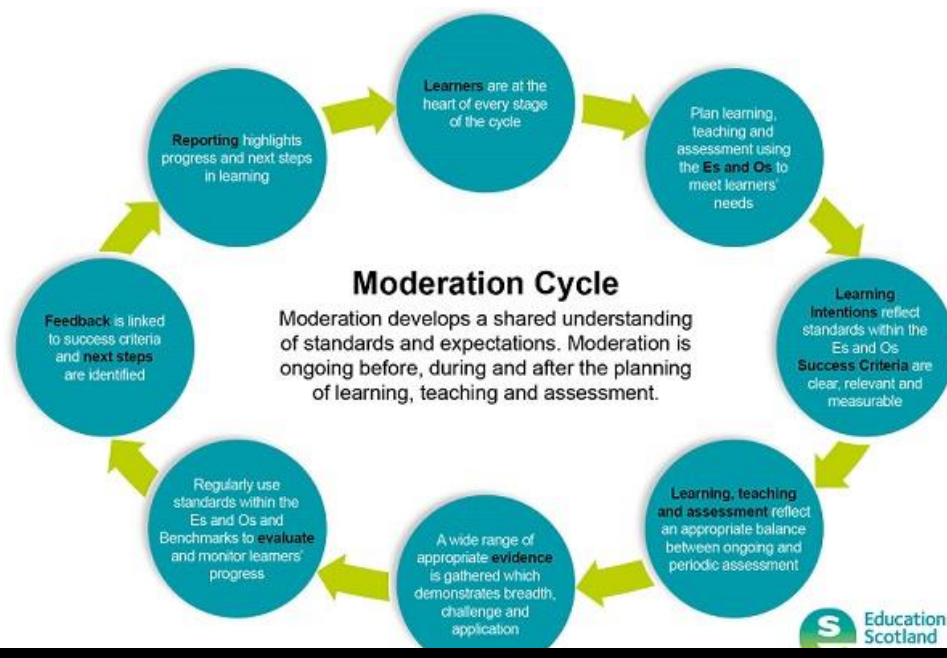 Learners are at the
heart of every stage
of the cycle
Plan learning,
teaching and
assessment using
the Es and Os to
meet learners'
needs
Learning
Intentions reflect
standards within the
Es and Os
Success Criteria are
clear, relevant and
measurable
Learning, teaching
and assessment reflect
an appropriate balance
between ongoing and
periodic assessment
A wide range of
appropriate evidence
is gathered which
demonstrates breadth,
challenge and
application
Regularly use
standards within the
Es and Os and
Benchmarks to evaluate
and monitor learners'
progress
Feedback is linked
to success criteria
and next steps
are identified
Reporting highlights
progress and next steps
in learning
Moderation Cycle
Moderation develops a shared understanding
of standards and expectations. Moderation is
ongoing before, during and after the planning
of learning, teaching and assessment.
Education
Scotland